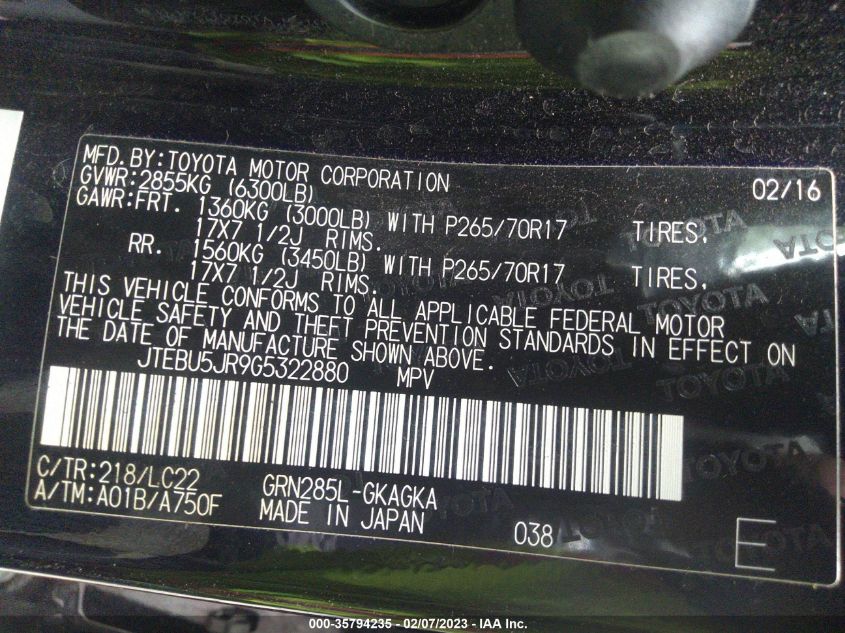 MFD. BY: TOYOTA MOTOR CORPORATION 02/16
GVWR: 2855KG (6300LB)
GAWR: FRT. 1360KG (3000LB) WITH P265/70R17 TIRES,
17X7 1/2J RIMS.
RR. 1560KG (3450LB) WITH P265/70R17 TIRES,
17X7 1/2J RIMS.
THIS VEHICLE CONFORMS TO ALL APPLICABLE FEDERAL MOTOR
VEHICLE SAFETY AND THEFT PREVENTION STANDARDS IN EFFECT ON
THE DATE OF MANUFACTURE SHOWN ABOVE.
JTEBU5JR9G5322880 MPV
C/TR: 218/LC22 GRN285L-GKAGKA
A/TM: A01B/A750F MADE IN JAPAN 038 E
TOYOTA
000-35794235 - 02/07/2023 - IAA Inc.